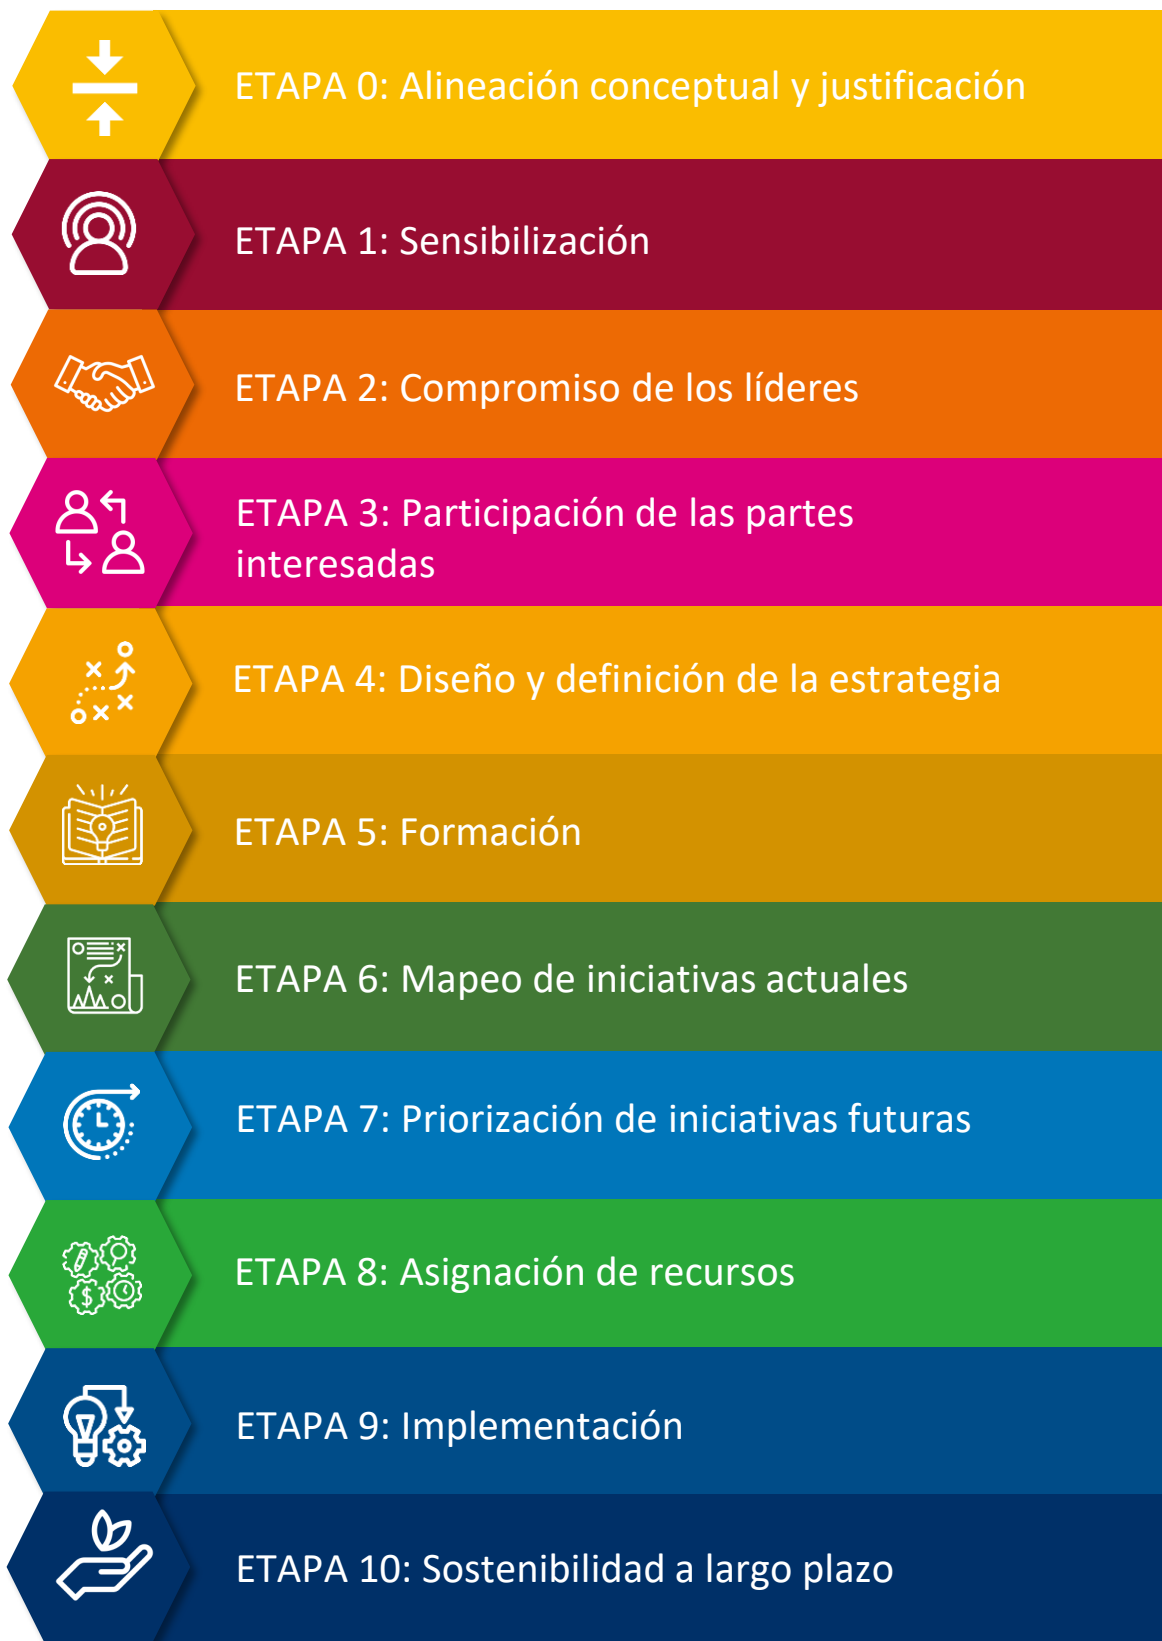 ETAPA 0: Alineación conceptual y justificación
ETAPA 1: Sensibilización
ETAPA 2: Compromiso de los líderes
ETAPA 3: Participación de las partes
interesadas
ETAPA 4: Diseño y definición de la estrategia
ETAPA 5: Formación
ETAPA 6: Mapeo de iniciativas actuales
ETAPA 7: Priorización de iniciativas futuras
ETAPA 8: Asignación de recursos
ETAPA 9: Implementación
ETAPA 10: Sostenibilidad a largo plazo